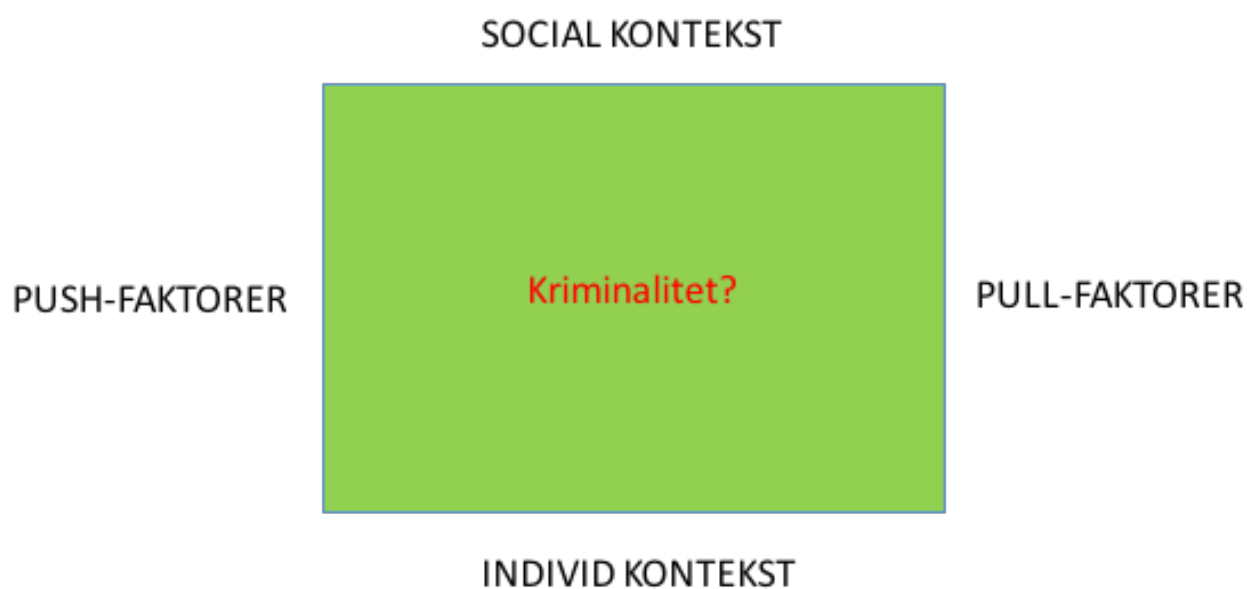 SOCIAL KONTEKST
PUSH-FAKTORER
Kriminalitet?
PULL-FAKTORER
INDIVID KONTEKST